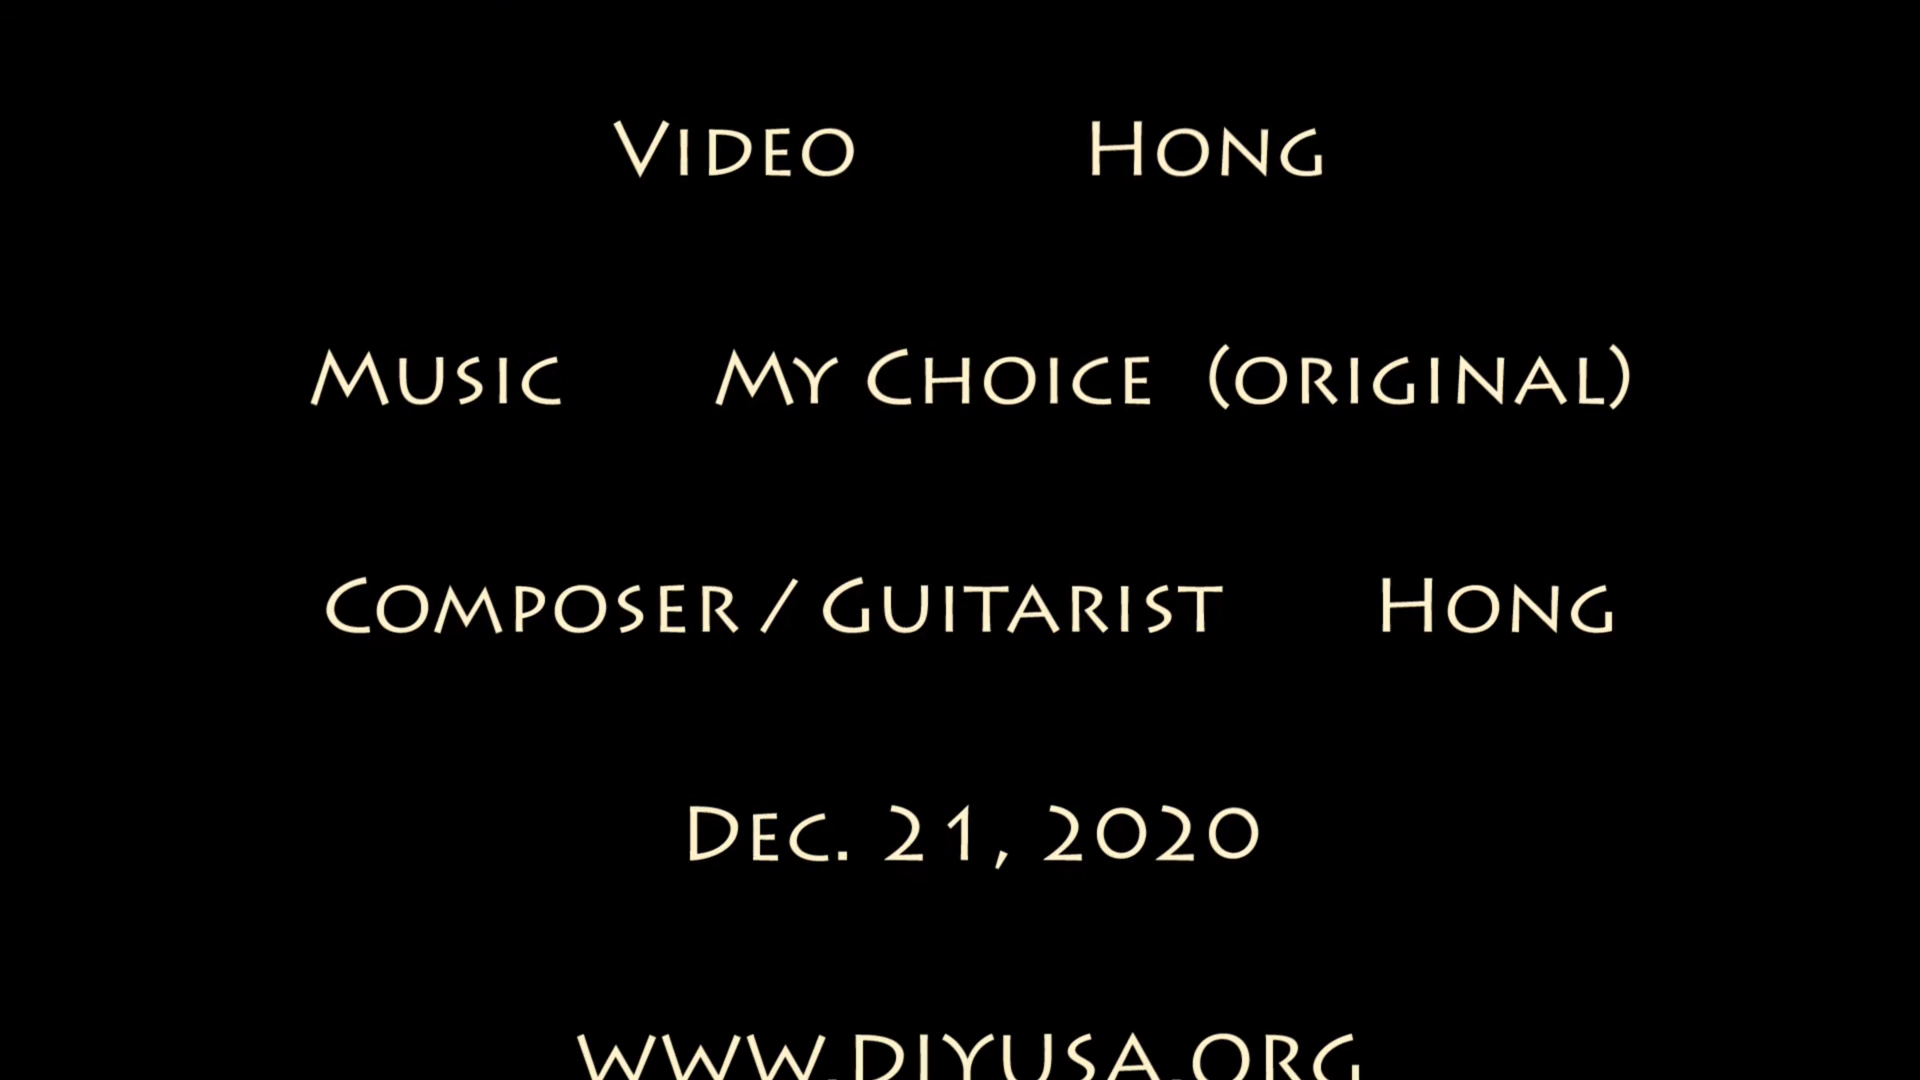 Video Hong
Music My Choice (original)
Composer / Guitarist Hong
Dec. 21, 2020
www.diyusa.org